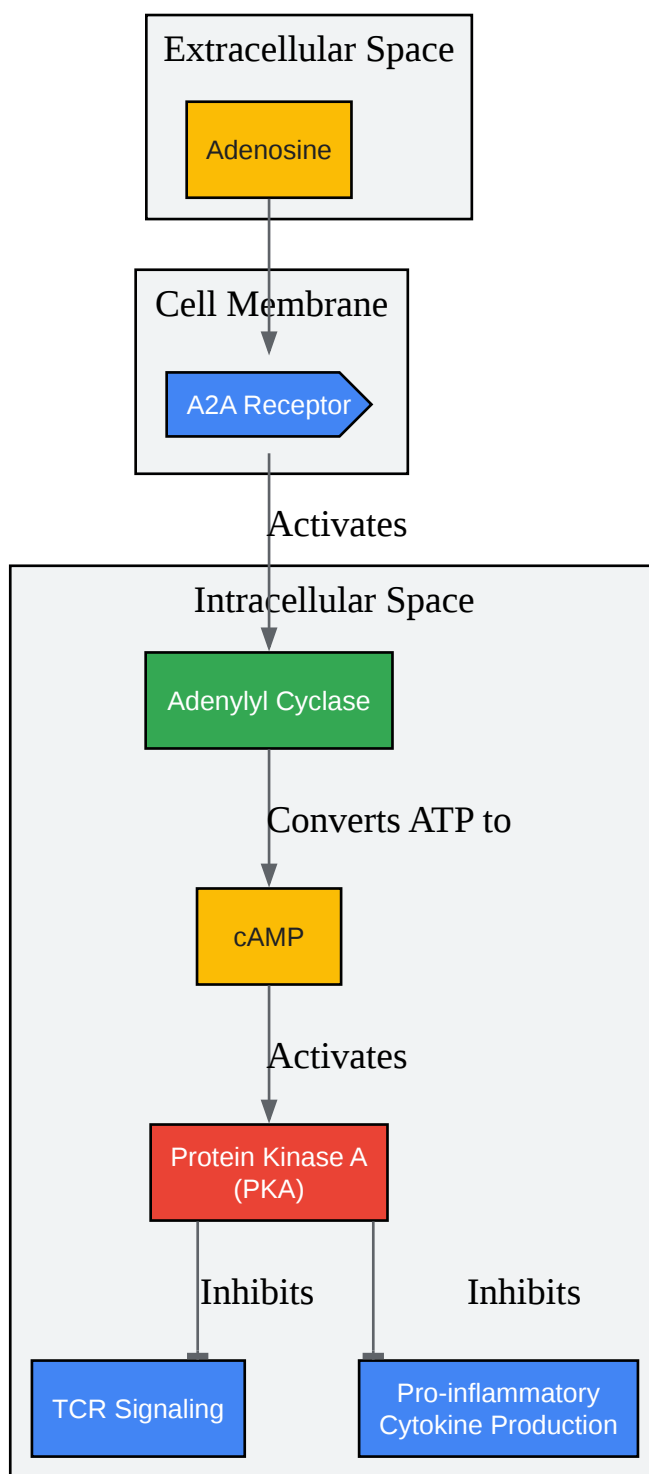 Extracellular Space
Adenosine
Cell Membrane
A2A Receptor
Activates
Intracellular Space
Adenylyl Cyclase
Converts ATP to
cAMP
Activates
Protein Kinase A
(PKA)
Inhibits
Inhibits
TCR Signaling
Pro-inflammatory
Cytokine Production